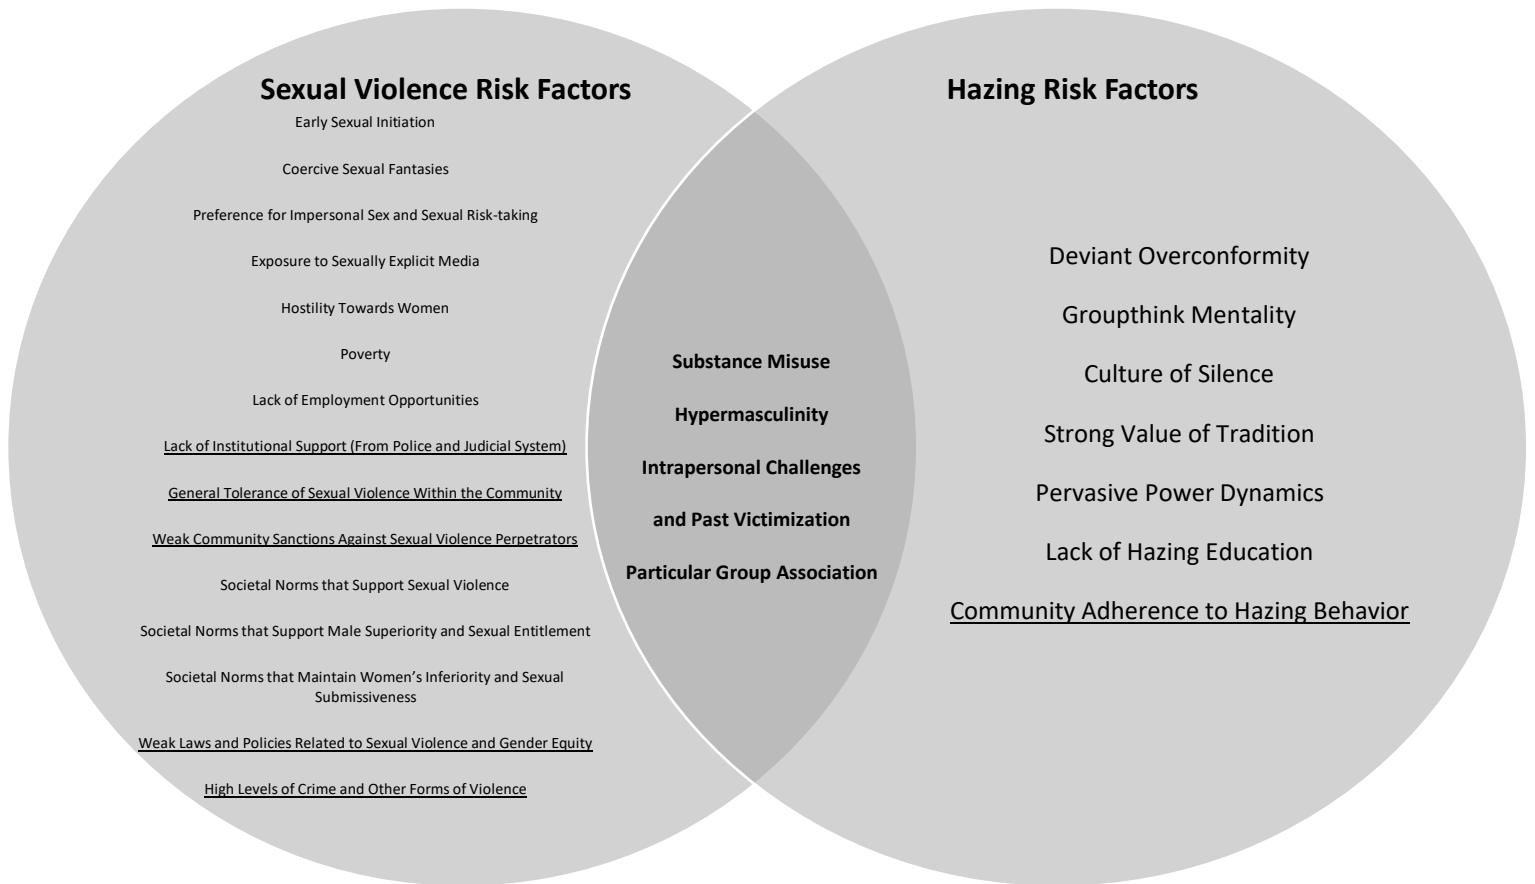 Sexual Violence Risk Factors
Early Sexual Initiation
Coercive Sexual Fantasies
Preference for Impersonal Sex and Sexual Risk-taking
Exposure to Sexually Explicit Media
Hostility Towards Women
Poverty
Lack of Employment Opportunities
Lack of Institutional Support (From Police and Judicial System)
General Tolerance of Sexual Violence Within the Community
Weak Community Sanctions Against Sexual Violence Perpetrators
Societal Norms that Support Sexual Violence
Societal Norms that Support Male Superiority and Sexual Entitlement
Societal Norms that Maintain Women’s Inferiority and Sexual
Submissiveness
Weak Laws and Policies Related to Sexual Violence and Gender Equity
High Levels of Crime and Other Forms of Violence
Substance Misuse
Hypermasculinity
Intrapersonal Challenges
and Past Victimization
Particular Group Association
Hazing Risk Factors
Deviant Overconformity
Groupthink Mentality
Culture of Silence
Strong Value of Tradition
Pervasive Power Dynamics
Lack of Hazing Education
Community Adherence to Hazing Behavior